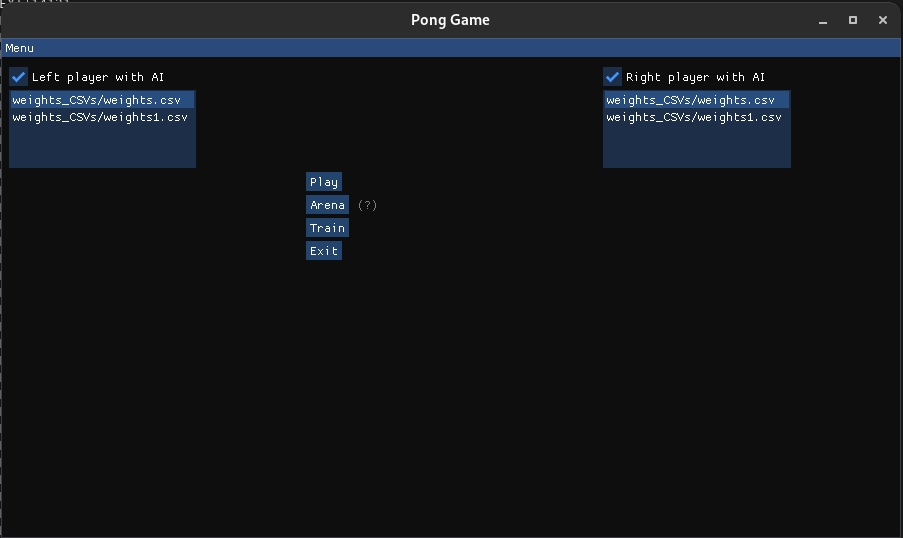 Pong Game
Menu
Left player with AI
weights_CSVs/weights.csv
weights_CSVs/weights1.csv
Right player with AI
weights_CSVs/weights.csv
weights_CSVs/weights1.csv
Play
Arena (?)
Train
Exit